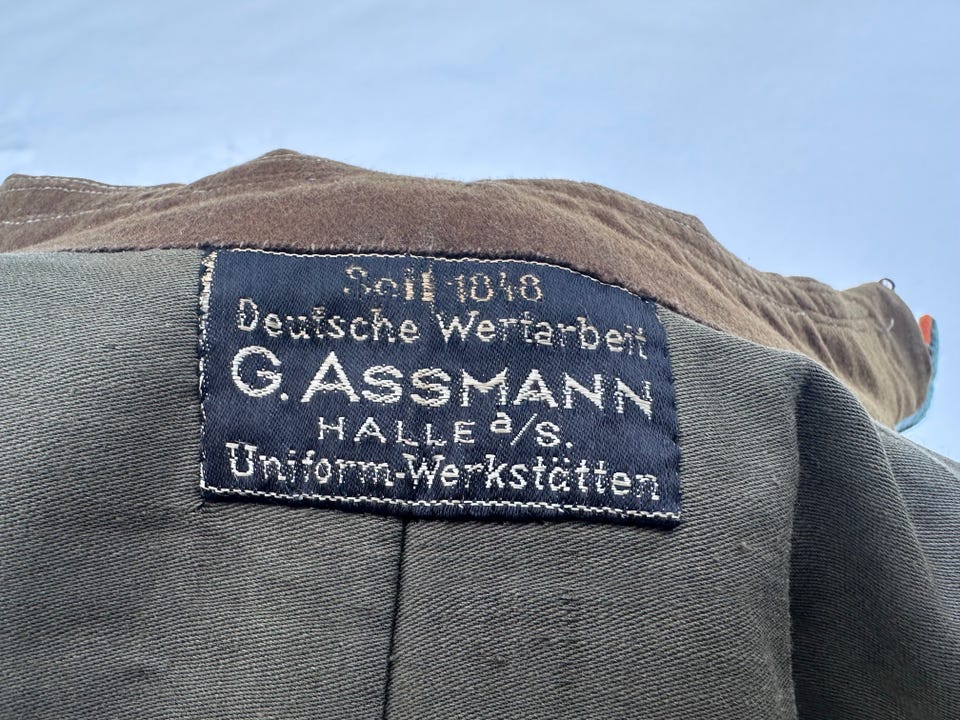 Seit 1848
Deutsche Wertarbeit
G. ASSMANN
HALLE a/S.
Uniform-Werkstätten